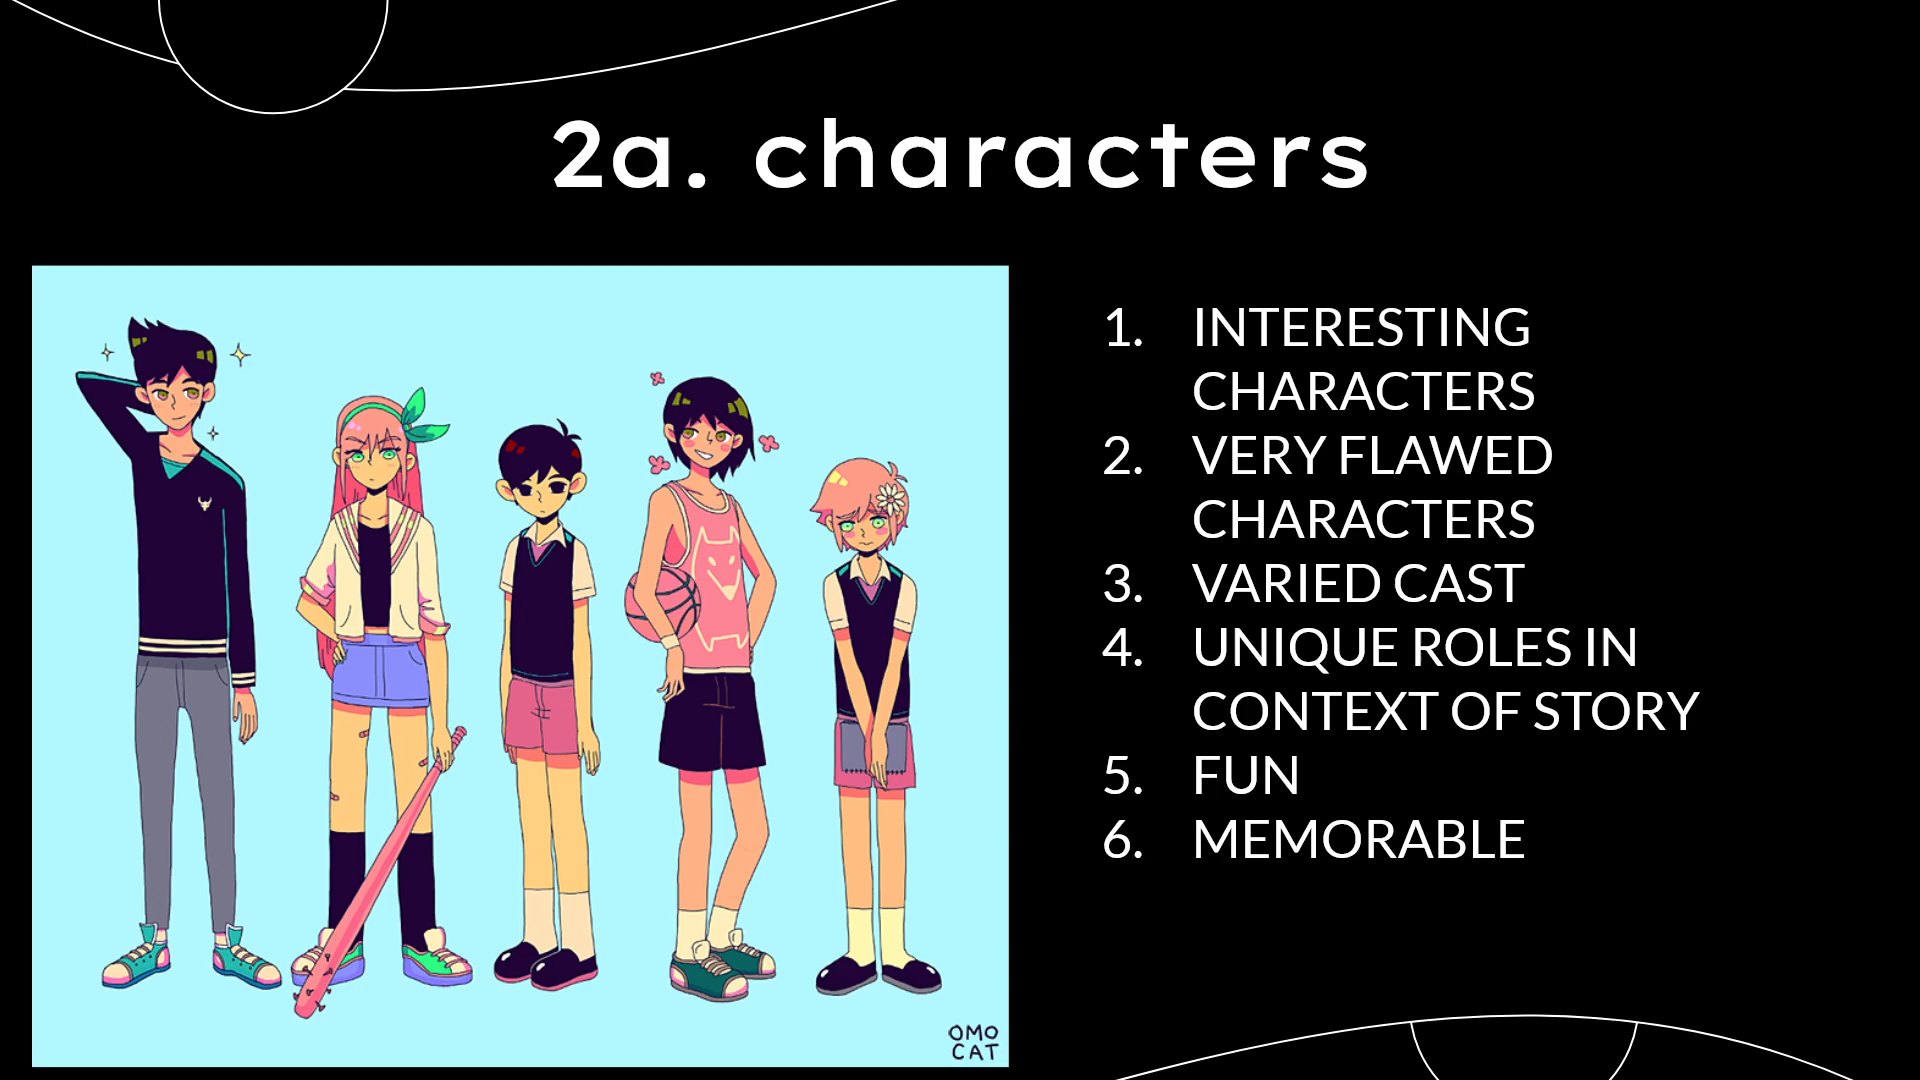 2a. characters
1. INTERESTING
CHARACTERS
2. VERY FLAWED
CHARACTERS
3. VARIED CAST
4. UNIQUE ROLES IN
CONTEXT OF STORY
5. FUN
6. MEMORABLE
OMO
CAT